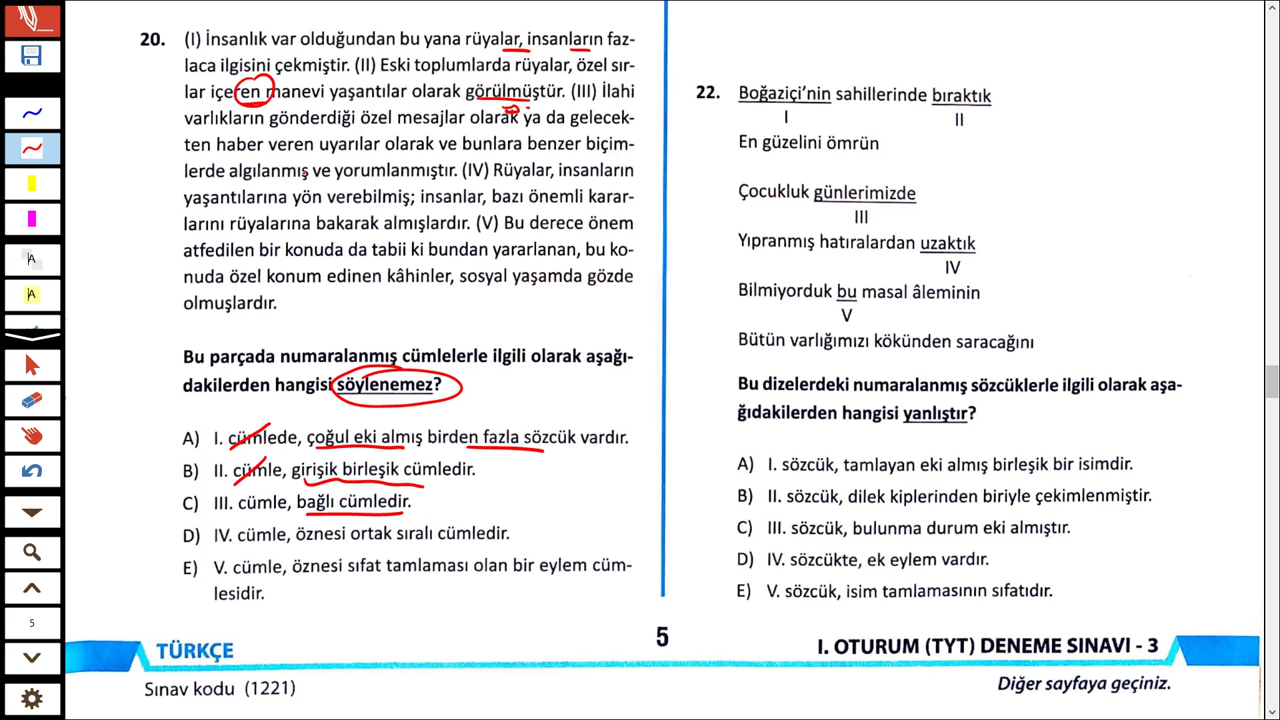 20. (I) İnsanlık var olduğundan bu yana rüyalar, insanların faz-
laca ilgisini çekmiştir. (II) Eski toplumlarda rüyalar, özel sır-
lar içeren manevi yaşantılar olarak görülmüştür. (III) İlahi
varlıkların gönderdiği özel mesajlar olarak ya da gelecek-
ten haber veren uyarılar olarak ve bunlara benzer biçim-
lerde algılanmış ve yorumlanmıştır. (IV) Rüyalar, insanların
yaşantılarına yön verebilmiş; insanlar, bazı önemli karar-
larını rüyalarına bakarak almışlardır. (V) Bu derece önem
atfedilen bir konuda da tabii ki bundan yararlanan, bu ko-
nuda özel konum edinen kâhinler, sosyal yaşamda gözde
olmuşlardır.
Bu parçada numaralanmış cümlelerle ilgili olarak aşağı-
dakilerden hangisi söylenemez?
A) I. cümlede, çoğul eki almış birden fazla sözcük vardır.
B) II. cümle, girişik birleşik cümledir.
C) III. cümle, bağlı cümledir.
D) IV. cümle, öznesi ortak sıralı cümledir.
E) V. cümle, öznesi sıfat tamlaması olan bir eylem cüm-
lesidir.
22. Boğaziçi'nin sahillerinde bıraktık
I II
En güzelini ömrün
Çocukluk günlerimizde
III
Yıpranmış hatıralardan uzaktık
IV
Bilmiyorduk bu masal âleminin
V
Bütün varlığımızı kökünden saracağını
Bu dizelerdeki numaralanmış sözcüklerle ilgili olarak aşa-
ğıdakilerden hangisi yanlıştır?
A) I. sözcük, tamlayan eki almış birleşik bir isimdir.
B) II. sözcük, dilek kiplerinden biriyle çekimlenmiştir.
C) III. sözcük, bulunma durum eki almıştır.
D) IV. sözcükte, ek eylem vardır.
E) V. sözcük, isim tamlamasının sıfatıdır.
TÜRKÇE
5
I. OTURUM (TYT) DENEME SINAVI - 3
Sınav kodu (1221)
Diğer sayfaya geçiniz.
A
A
5